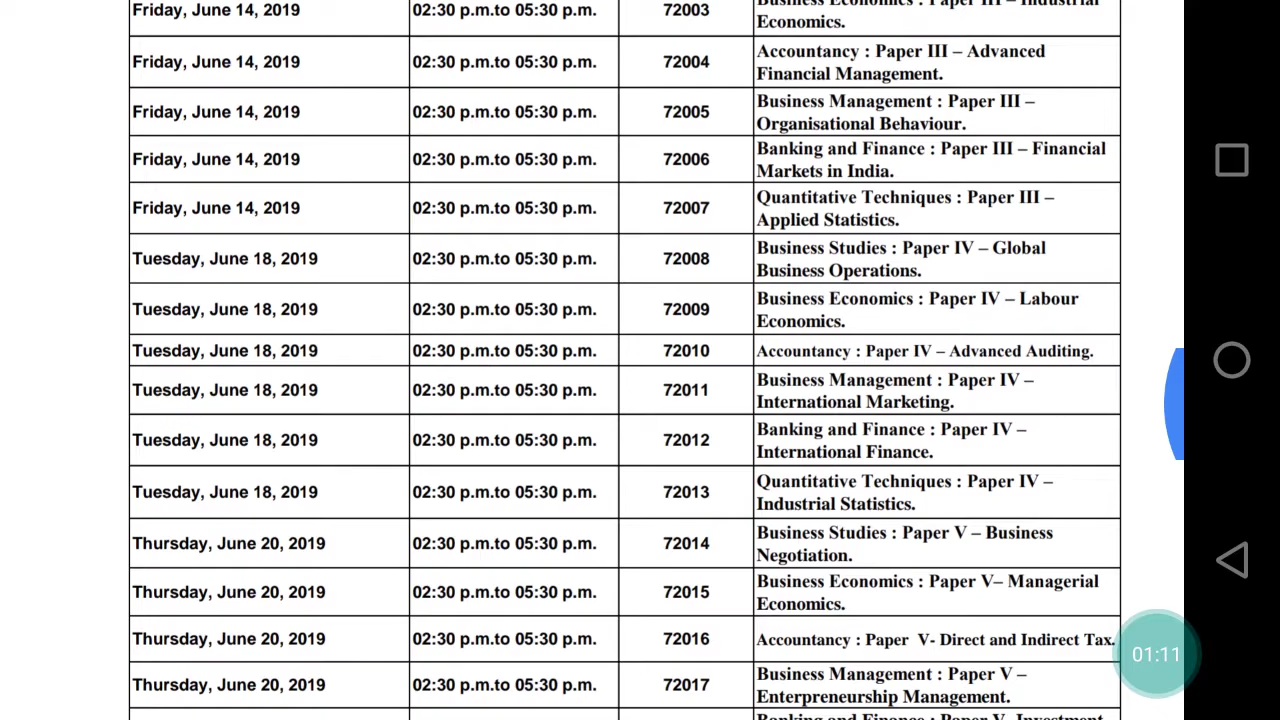 Friday, June 14, 2019 02:30 p.m.to 05:30 p.m. 72003 Business Economics : Paper III – Industrial
Economics.
Friday, June 14, 2019 02:30 p.m.to 05:30 p.m. 72004 Accountancy : Paper III – Advanced
Financial Management.
Friday, June 14, 2019 02:30 p.m.to 05:30 p.m. 72005 Business Management : Paper III –
Organisational Behaviour.
Friday, June 14, 2019 02:30 p.m.to 05:30 p.m. 72006 Banking and Finance : Paper III – Financial
Markets in India.
Friday, June 14, 2019 02:30 p.m.to 05:30 p.m. 72007 Quantitative Techniques : Paper III –
Applied Statistics.
Tuesday, June 18, 2019 02:30 p.m.to 05:30 p.m. 72008 Business Studies : Paper IV – Global
Business Operations.
Tuesday, June 18, 2019 02:30 p.m.to 05:30 p.m. 72009 Business Economics : Paper IV – Labour
Economics.
Tuesday, June 18, 2019 02:30 p.m.to 05:30 p.m. 72010 Accountancy : Paper IV – Advanced Auditing.
Tuesday, June 18, 2019 02:30 p.m.to 05:30 p.m. 72011 Business Management : Paper IV –
International Marketing.
Tuesday, June 18, 2019 02:30 p.m.to 05:30 p.m. 72012 Banking and Finance : Paper IV –
International Finance.
Tuesday, June 18, 2019 02:30 p.m.to 05:30 p.m. 72013 Quantitative Techniques : Paper IV –
Industrial Statistics.
Thursday, June 20, 2019 02:30 p.m.to 05:30 p.m. 72014 Business Studies : Paper V – Business
Negotiation.
Thursday, June 20, 2019 02:30 p.m.to 05:30 p.m. 72015 Business Economics : Paper V– Managerial
Economics.
Thursday, June 20, 2019 02:30 p.m.to 05:30 p.m. 72016 Accountancy : Paper V- Direct and Indirect Tax.
01:11
Thursday, June 20, 2019 02:30 p.m.to 05:30 p.m. 72017 Business Management : Paper V –
Enterpreneurship Management.
Banking and Finance : Paper V- Investment